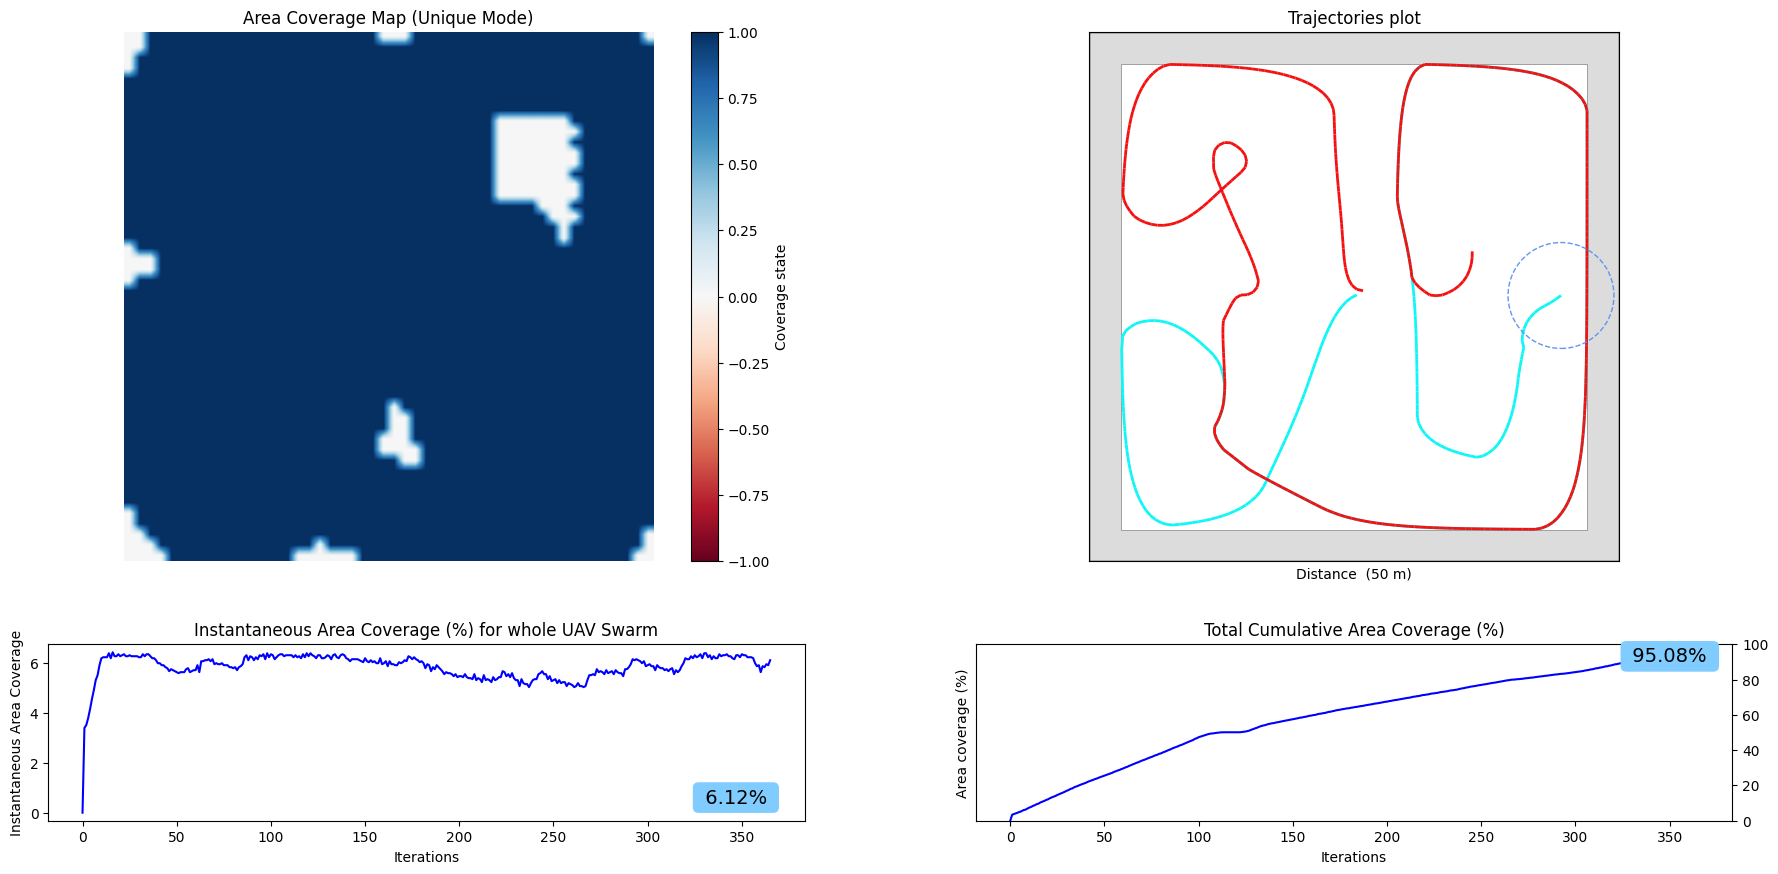 Area Coverage Map (Unique Mode)
1.00
0.75
0.50
0.25
0.00
−0.25
−0.50
−0.75
−1.00
Coverage state
Trajectories plot
Distance  (50 m)
Instantaneous Area Coverage (%) for whole UAV Swarm
Instantaneous Area Coverage
6
4
2
0
6.12%
0 50 100 150 200 250 300 350
Iterations
Total Cumulative Area Coverage (%)
Area coverage (%)
95.08%
100
80
60
40
20
0
0 50 100 150 200 250 300 350
Iterations